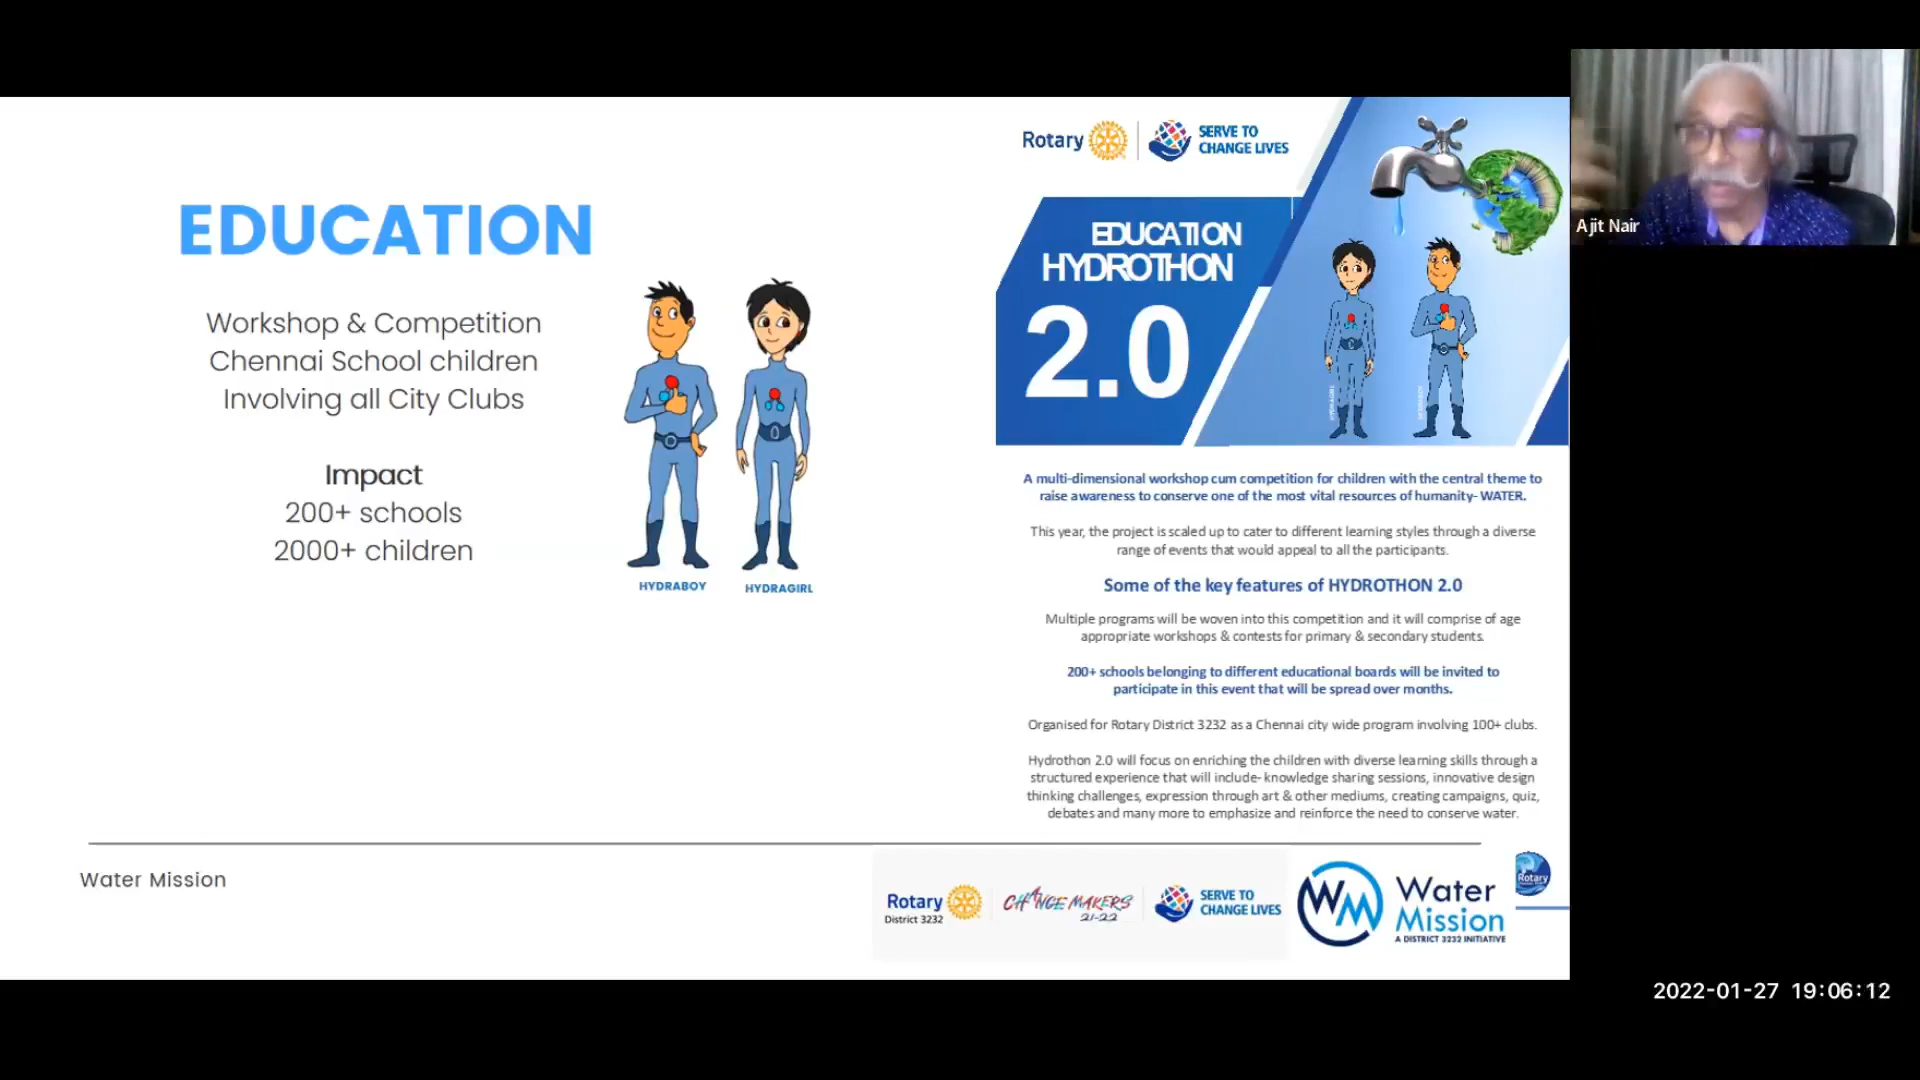 EDUCATION
Workshop & Competition
Chennai School children
Involving all City Clubs
Impact
200+ schools
2000+ children
HYDRABOY
HYDRAGIRL
Rotary
SERVE TO
CHANGE LIVES
EDUCATION
HYDROTHON
2.0
A multi-dimensional workshop cum competition for children with the central theme to
raise awareness to conserve one of the most vital resources of humanity- WATER.
This year, the project is scaled up to cater to different learning styles through a diverse
range of events that would appeal to all the participants.
Some of the key features of HYDROTHON 2.0
Multiple programs will be woven into this competition and it will comprise of age
appropriate workshops & contests for primary & secondary students.
200+ schools belonging to different educational boards will be invited to
participate in this event that will be spread over months.
Organised for Rotary District 3232 as a Chennai city wide program involving 100+ clubs.
Hydrothon 2.0 will focus on enriching the children with diverse learning skills through a
structured experience that will include- knowledge sharing sessions, innovative design
thinking challenges, expression through art & other mediums, creating campaigns, quiz,
debates and many more to emphasize and reinforce the need to conserve water.
Water Mission
Rotary
District 3232
CHANGE MAKERS
21-22
SERVE TO
CHANGE LIVES
WM
Water
Mission
A DISTRICT 3232 INITIATIVE
Rotary
Ajit Nair
2022-01-27 19:06:12